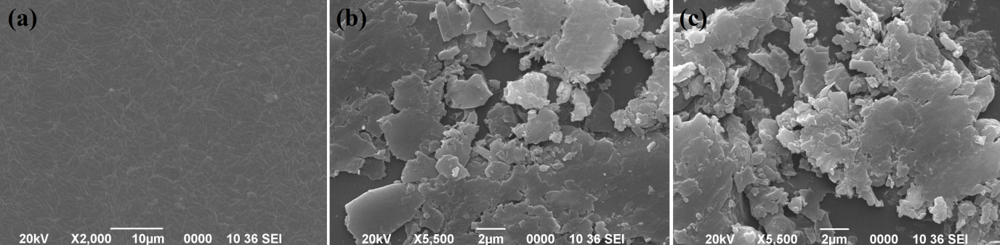 (a)
(b)
(c)
20kV X2,000 10µm 0000 10 36 SEI
20kV X5,500 2µm 0000 10 36 SEI
20kV X5,500 2µm 0000 10 36 SEI